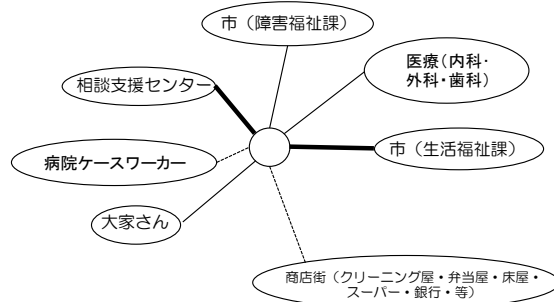 市（障害福祉課）
医療（内科・
外科・歯科）
相談支援センター
市（生活福祉課）
病院ケースワーカー
大家さん
商店街（クリーニング屋・弁当屋・床屋・
スーパー・銀行・等）